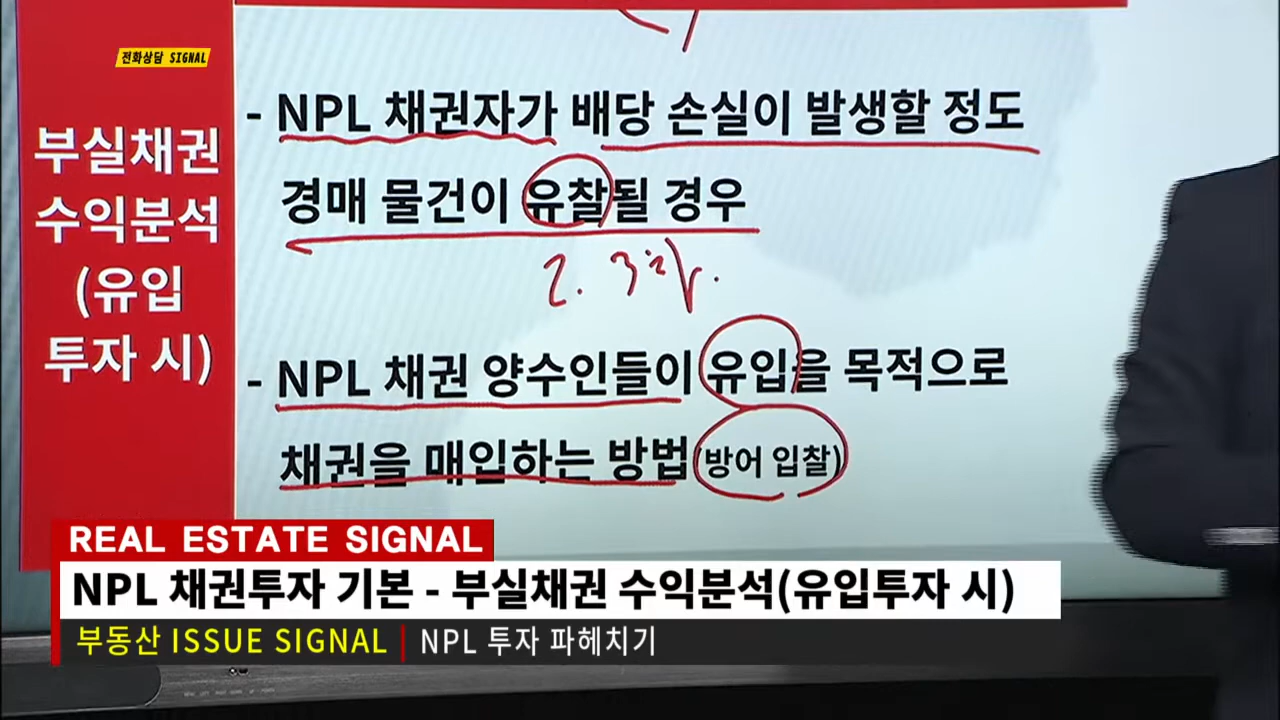 전화상담 SIGNAL
부실채권
수익분석
(유입
투자 시)
- NPL 채권자가 배당 손실이 발생할 정도
경매 물건이 유찰될 경우
2. 3회
- NPL 채권 양수인들이 유입을 목적으로
채권을 매입하는 방법(방어 입찰)
REAL ESTATE SIGNAL
NPL 채권투자 기본 - 부실채권 수익분석(유입투자 시)
부동산 ISSUE SIGNAL | NPL 투자 파헤치기